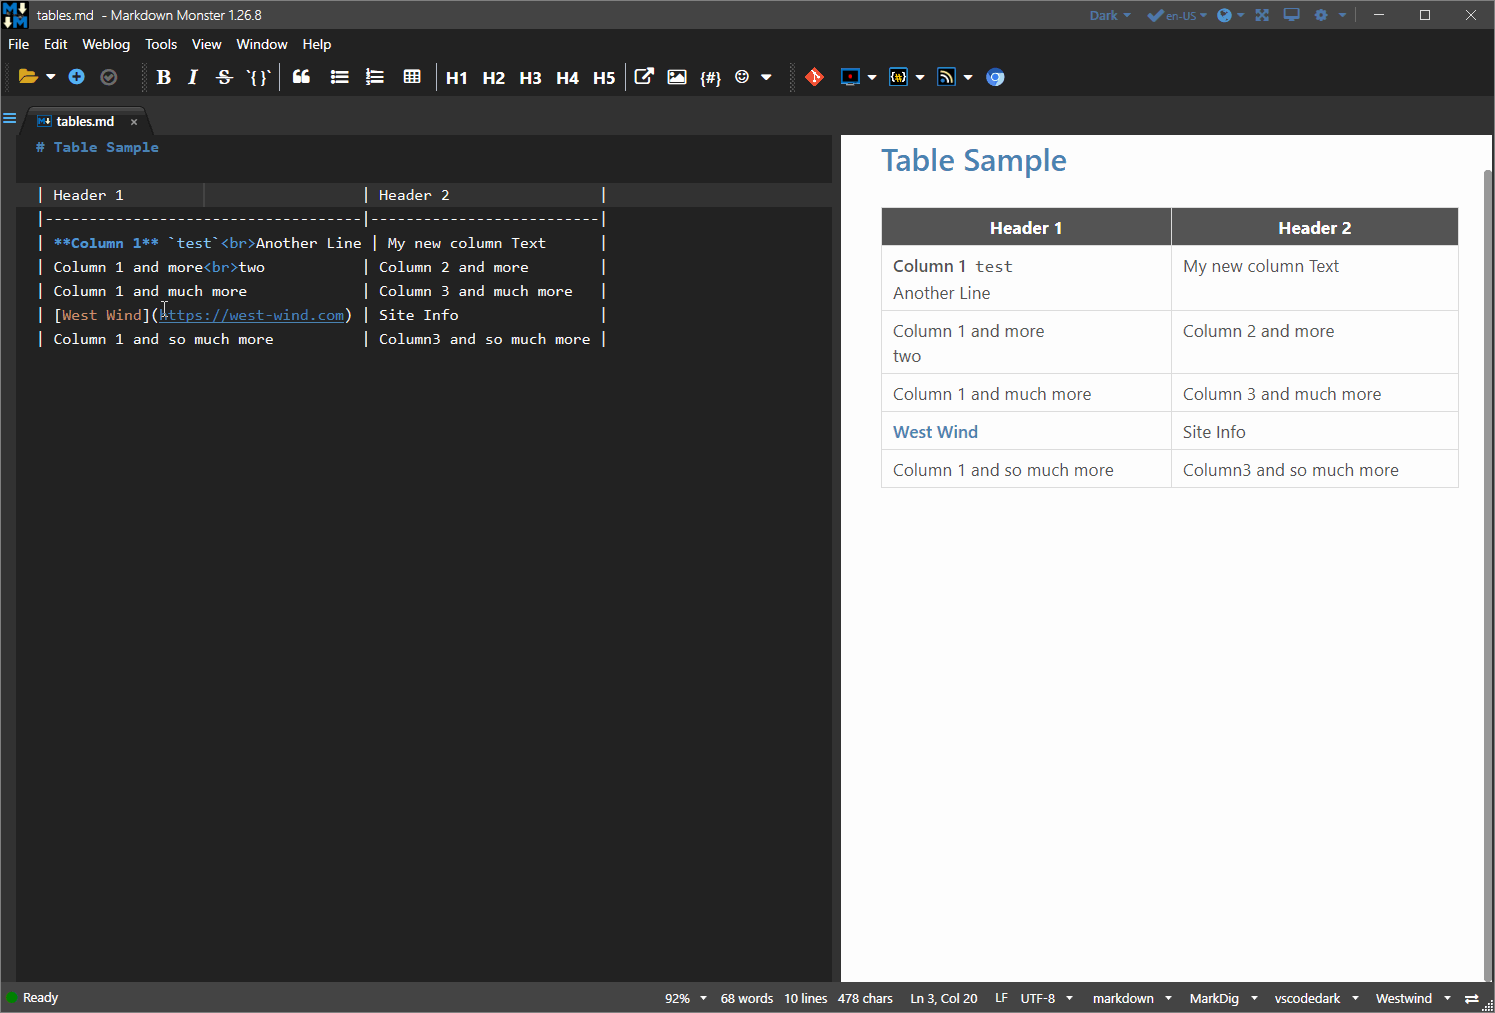 tables.md - Markdown Monster 1.26.8
Dark en-US
File Edit Weblog Tools View Window Help
B I S `{}` H1 H2 H3 H4 H5 {#} {#}
tables.md ×
# Table Sample
| Header 1 | Header 2 |
|------------------------------------|--------------------------|
| **Column 1** `test`<br>Another Line | My new column Text |
| Column 1 and more<br>two | Column 2 and more |
| Column 1 and much more | Column 3 and much more |
| [West Wind](https://west-wind.com) | Site Info |
| Column 1 and so much more | Column3 and so much more |
Table Sample
Header 1 Header 2
Column 1 test My new column Text
Another Line
Column 1 and more Column 2 and more
two
Column 1 and much more Column 3 and much more
West Wind Site Info
Column 1 and so much more Column3 and so much more
Ready 92% 68 words 10 lines 478 chars Ln 3, Col 20 LF UTF-8 markdown MarkDig vscodedark Westwind